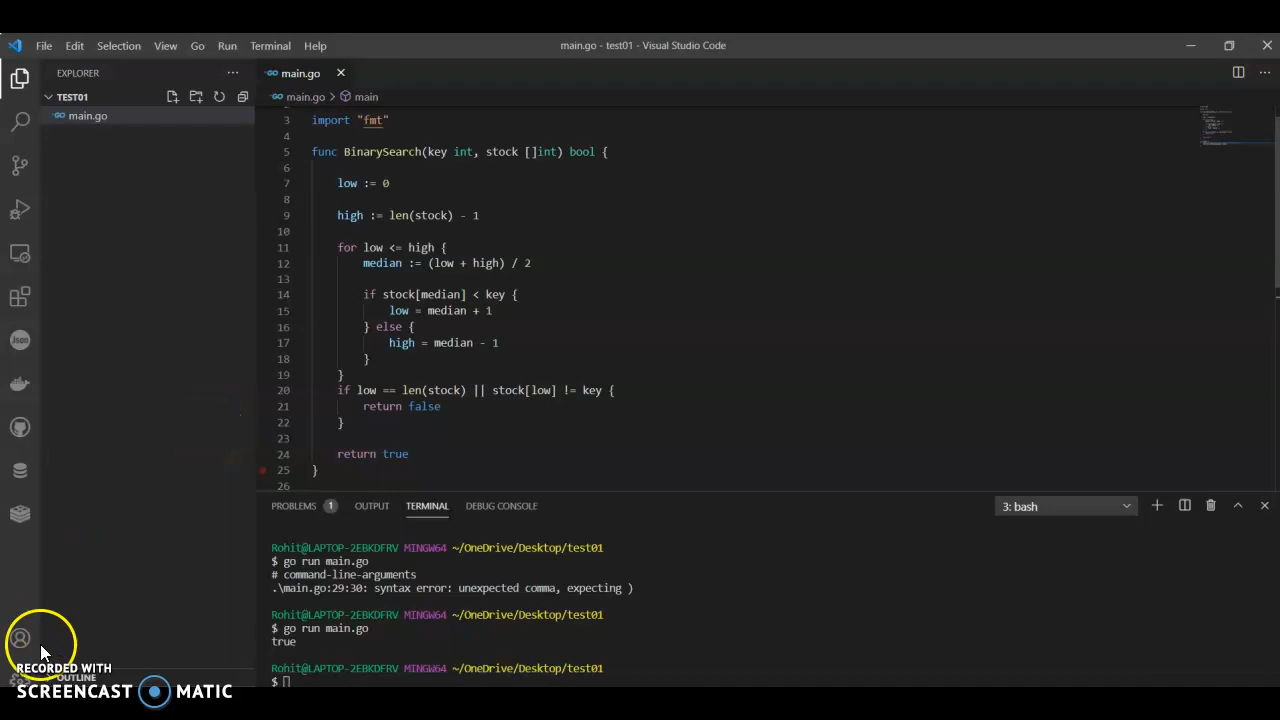 File Edit Selection View Go Run Terminal Help main.go - test01 - Visual Studio Code
EXPLORER
main.go
TEST01
main.go > main
main.go
3 import "fmt"
4
5 func BinarySearch(key int, stock []int) bool {
6
7 low := 0
8
9 high := len(stock) - 1
10
11 for low <= high {
12 median := (low + high) / 2
13
14 if stock[median] < key {
15 low = median + 1
16 } else {
17 high = median - 1
18 }
19 }
20 if low == len(stock) || stock[low] != key {
21 return false
22 }
23
24 return true
25 }
26
PROBLEMS 1 OUTPUT TERMINAL DEBUG CONSOLE 3: bash
Rohit@LAPTOP-2EBKDFRV MINGW64 ~/OneDrive/Desktop/test01
$ go run main.go
# command-line-arguments
.\main.go:29:30: syntax error: unexpected comma, expecting )
Rohit@LAPTOP-2EBKDFRV MINGW64 ~/OneDrive/Desktop/test01
$ go run main.go
true
Rohit@LAPTOP-2EBKDFRV MINGW64 ~/OneDrive/Desktop/test01
$
Json
OUTLINE
RECORDED WITH
SCREENCAST MATIC